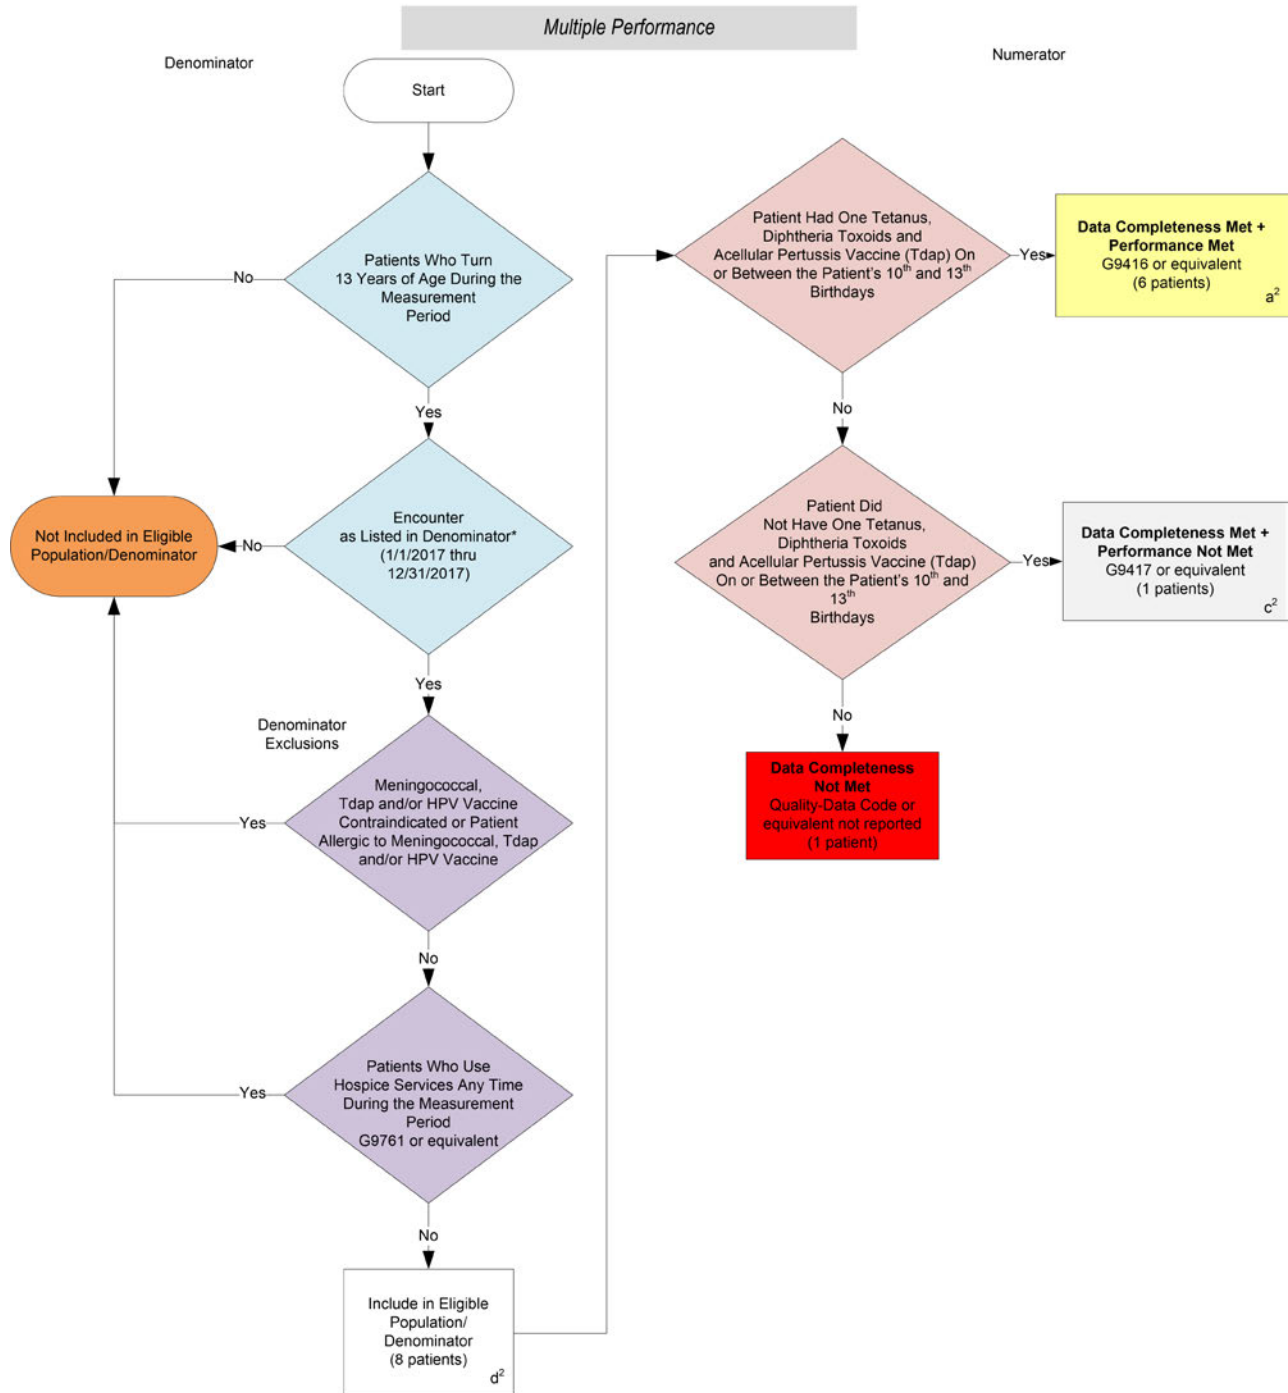 Multiple Performance
Denominator
Numerator
Start
Patients Who Turn
13 Years of Age During the
Measurement
Period
No
Yes
Encounter
as Listed in Denominator*
(1/1/2017 thru
12/31/2017)
No
Not Included in Eligible
Population/Denominator
Yes
Denominator
Exclusions
Meningococcal,
Tdap and/or HPV Vaccine
Contraindicated or Patient
Allergic to Meningococcal, Tdap
and/or HPV Vaccine
Yes
No
Patients Who Use
Hospice Services Any Time
During the Measurement
Period
G9761 or equivalent
Yes
No
Include in Eligible
Population/
Denominator
(8 patients)
d²
Patient Had One Tetanus,
Diphtheria Toxoids and
Acellular Pertussis Vaccine (Tdap) On
or Between the Patient's 10th and 13th
Birthdays
Yes
Data Completeness Met +
Performance Met
G9416 or equivalent
(6 patients)
a²
No
Patient Did
Not Have One Tetanus,
Diphtheria Toxoids
and Acellular Pertussis Vaccine (Tdap)
On or Between the Patient's 10th and
13th
Birthdays
Yes
Data Completeness Met +
Performance Not Met
G9417 or equivalent
(1 patients)
c²
No
Data Completeness
Not Met
Quality-Data Code or
equivalent not reported
(1 patient)